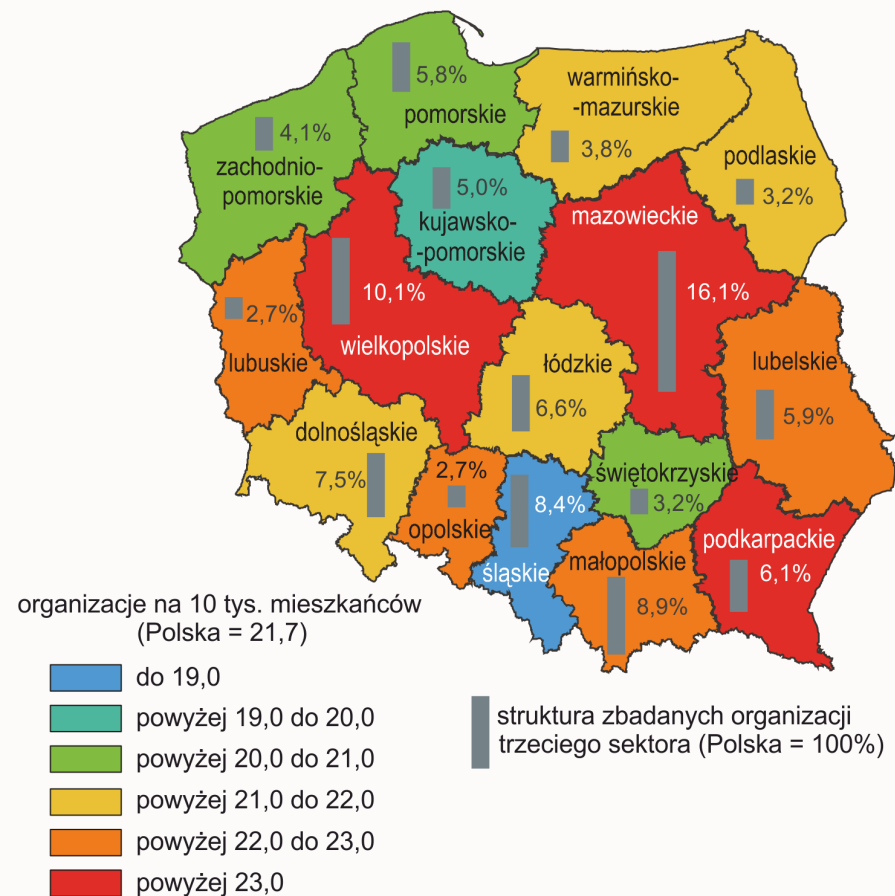 5,8%
pomorskie
warmińsko-
-mazurskie
3,8%
4,1%
zachodnio-
pomorskie
podlaskie
3,2%
5,0%
kujawsko-
-pomorskie
mazowieckie
16,1%
10,1%
wielkopolskie
2,7%
lubuskie
łódzkie
6,6%
lubelskie
5,9%
dolnośląskie
7,5%
2,7%
opolskie
8,4%
śląskie
świętokrzyskie
3,2%
małopolskie
8,9%
podkarpackie
6,1%
organizacje na 10 tys. mieszkańców
(Polska = 21,7)
do 19,0
powyżej 19,0 do 20,0
powyżej 20,0 do 21,0
powyżej 21,0 do 22,0
powyżej 22,0 do 23,0
powyżej 23,0
struktura zbadanych organizacji
trzeciego sektora (Polska = 100%)